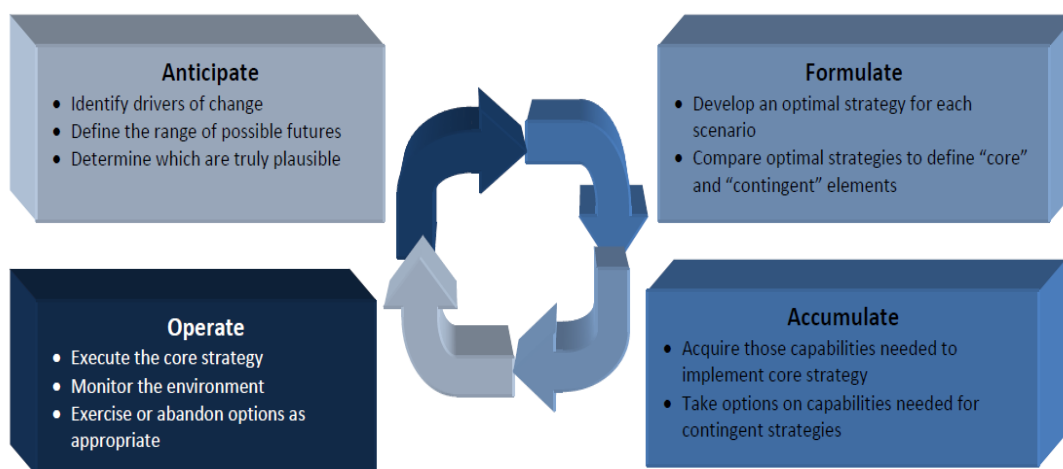 Anticipate
• Identify drivers of change
• Define the range of possible futures
• Determine which are truly plausible
Formulate
• Develop an optimal strategy for each
scenario
• Compare optimal strategies to define “core”
and “contingent” elements
Operate
• Execute the core strategy
• Monitor the environment
• Exercise or abandon options as
appropriate
Accumulate
• Acquire those capabilities needed to
implement core strategy
• Take options on capabilities needed for
contingent strategies